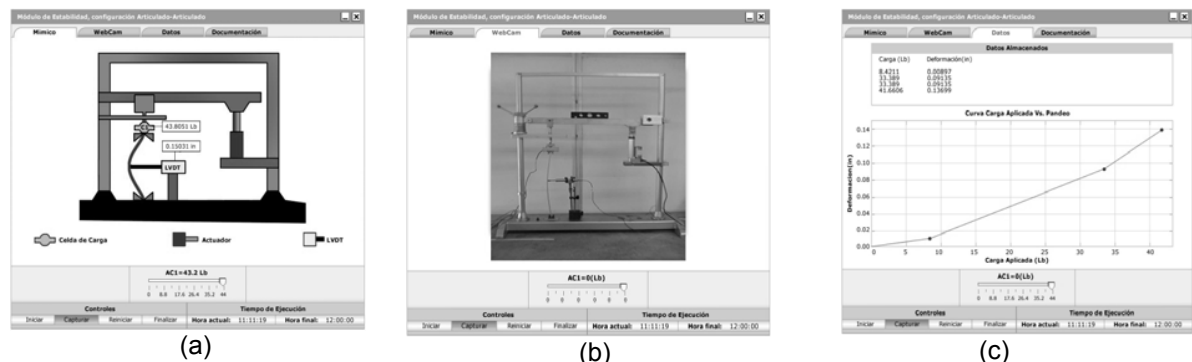 Módulo de Estabilidad, configuración Articulado-Articulado
Mimico WebCam Datos Documentación
43.8051 Lb
0.15031 in
LVDT
Celda de Carga Actuador LVDT
AC1=43.2 Lb
0 8.8 17.6 26.4 35.2 44
Controles Tiempo de Ejecución
Iniciar Capturar Reiniciar Finalizar Hora actual: 11:11:19 Hora final: 12:00:00
(a)
Módulo de Estabilidad, configuración Articulado-Articulado
Mimico WebCam Datos Documentación
AC1=0(Lb)
0 0 0 0 0 0
Controles Tiempo de Ejecución
Iniciar Capturar Reiniciar Finalizar Hora actual: 11:11:19 Hora final: 12:00:00
(b)
Módulo de Estabilidad, configuración Articulado-Articulado
Mimico WebCam Datos Documentación
Datos Almacenados
Carga (Lb) Deformación(in)
8.4211 0.00897
33.389 0.09135
33.389 0.09135
41.6606 0.13699
Curva Carga Aplicada Vs. Pandeo
Deformacion(in)
0.14
0.12
0.10
0.08
0.06
0.04
0.02
0.00
0 5 10 15 20 25 30 35 40
Carga Aplicada (Lb)
AC1=0(Lb)
0 8.8 17.6 26.4 35.2 44
Controles Tiempo de Ejecución
Iniciar Capturar Reiniciar Finalizar Hora actual: 11:11:19 Hora final: 12:00:00
(c)